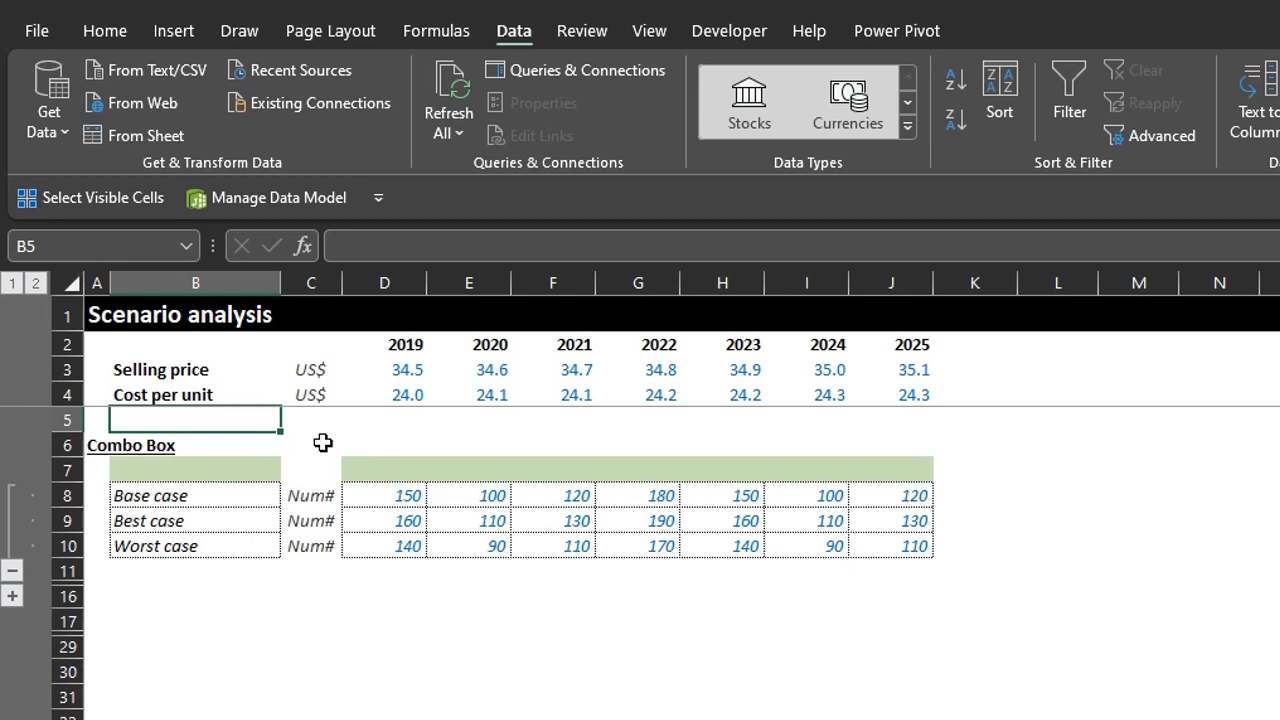 File Home Insert Draw Page Layout Formulas Data Review View Developer Help Power Pivot
Get Data
From Text/CSV
From Web
From Sheet
Recent Sources
Existing Connections
Get & Transform Data
Refresh All
Queries & Connections
Properties
Edit Links
Queries & Connections
Stocks
Currencies
Data Types
Sort
Filter
Clear
Reapply
Advanced
Sort & Filter
Text to
Select Visible Cells Manage Data Model
B5 fx
1 2 A B C D E F G H I J K L M N
1 Scenario analysis
2 2019 2020 2021 2022 2023 2024 2025
3 Selling price US$ 34.5 34.6 34.7 34.8 34.9 35.0 35.1
4 Cost per unit US$ 24.0 24.1 24.1 24.2 24.2 24.3 24.3
5
6 Combo Box
7
8 Base case Num# 150 100 120 180 150 100 120
9 Best case Num# 160 110 130 190 160 110 130
10 Worst case Num# 140 90 110 170 140 90 110
11
16
17
29
30
31